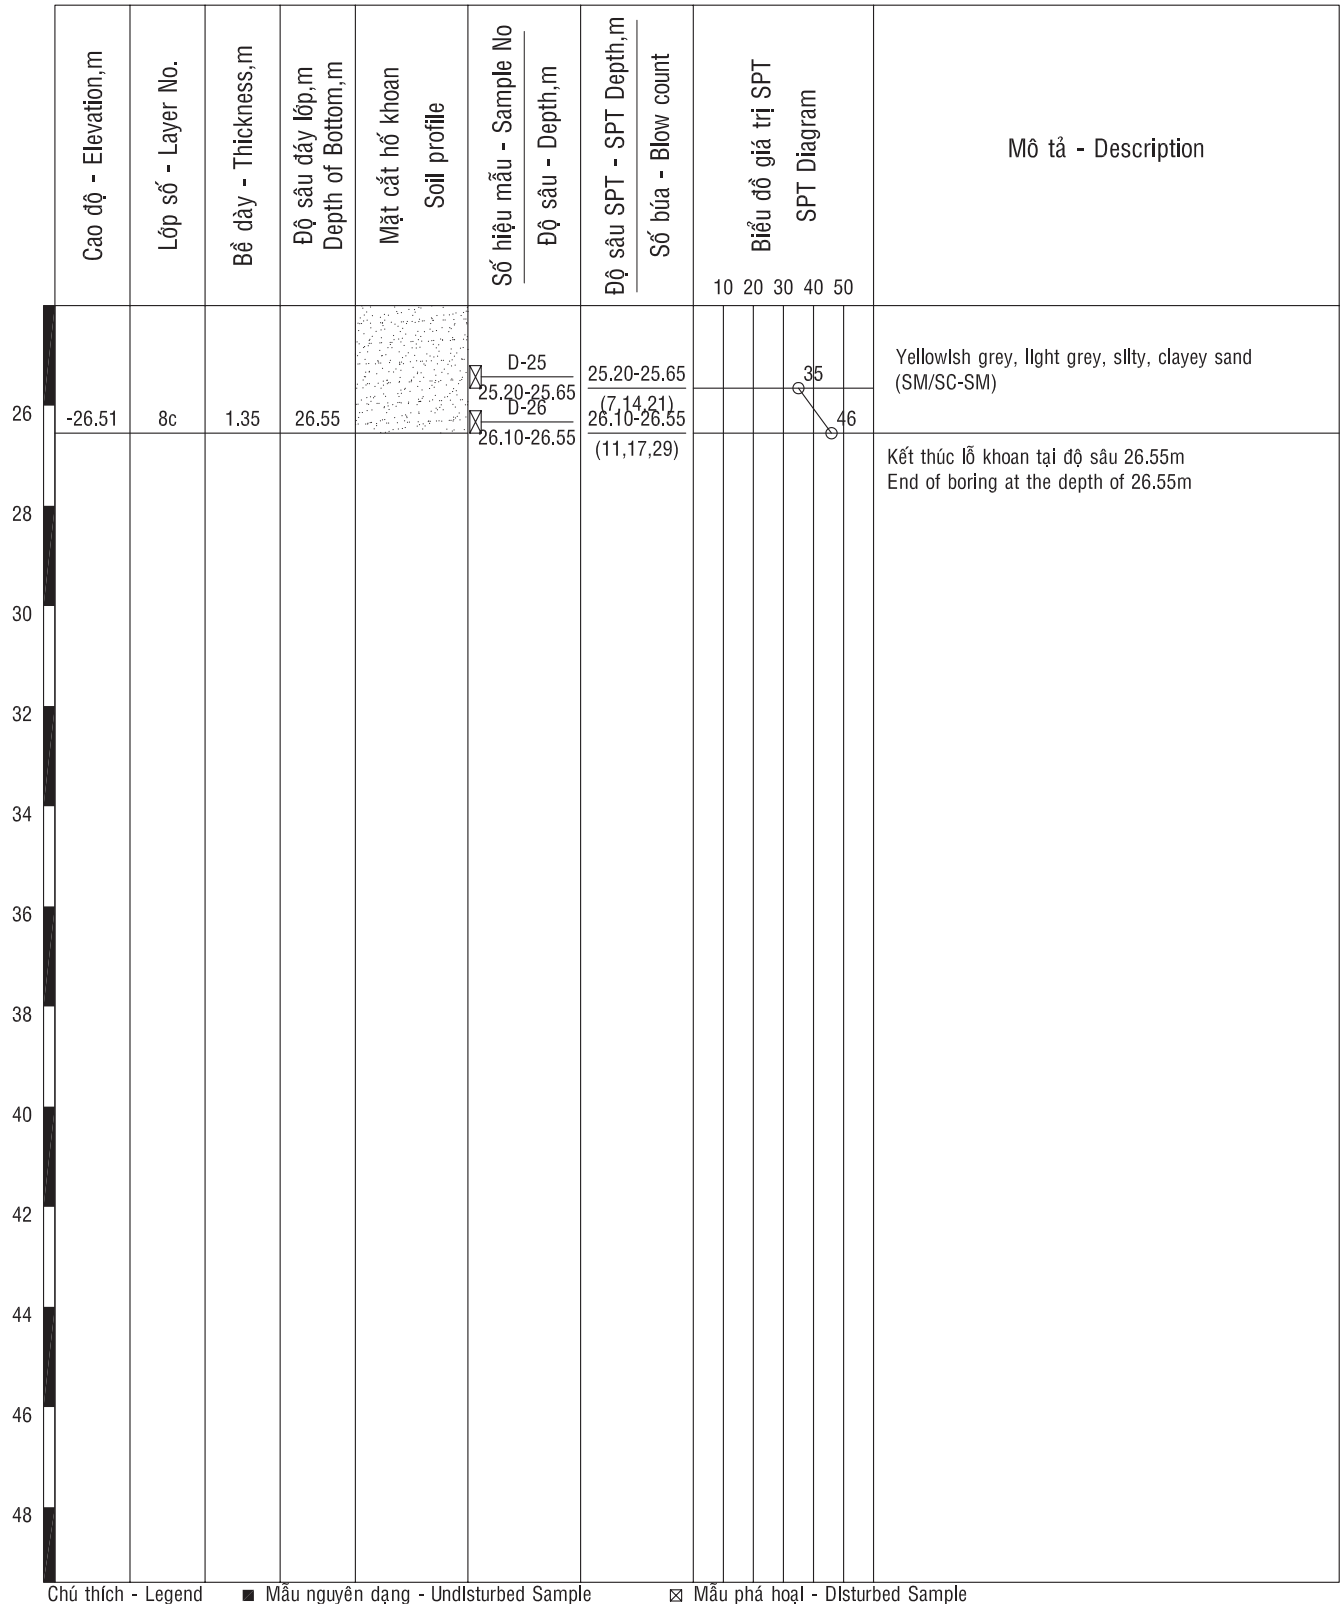 Cao độ - Elevation,m
Lớp số - Layer No.
Bề dày - Thickness,m
Độ sâu đáy lớp,m
Depth of Bottom,m
Mặt cắt hố khoan
Soil profile
Số hiệu mẫu - Sample No
Độ sâu - Depth,m
Độ sâu SPT - SPT Depth,m
Số búa - Blow count
Biểu đồ giá trị SPT
SPT Diagram
10 20 30 40 50
Mô tả - Description
D-25
25.20-25.65
25.20-25.65
(7,14,21)
35
Yellowish grey, light grey, silty, clayey sand
(SM/SC-SM)
26
-26.51 8c 1.35 26.55
D-26
26.10-26.55
26.10-26.55
(11,17,29)
46
Kết thúc lỗ khoan tại độ sâu 26.55m
End of boring at the depth of 26.55m
28
30
32
34
36
38
40
42
44
46
48
Chú thích - Legend Mẫu nguyên dạng - Undisturbed Sample Mẫu phá hoại - Disturbed Sample